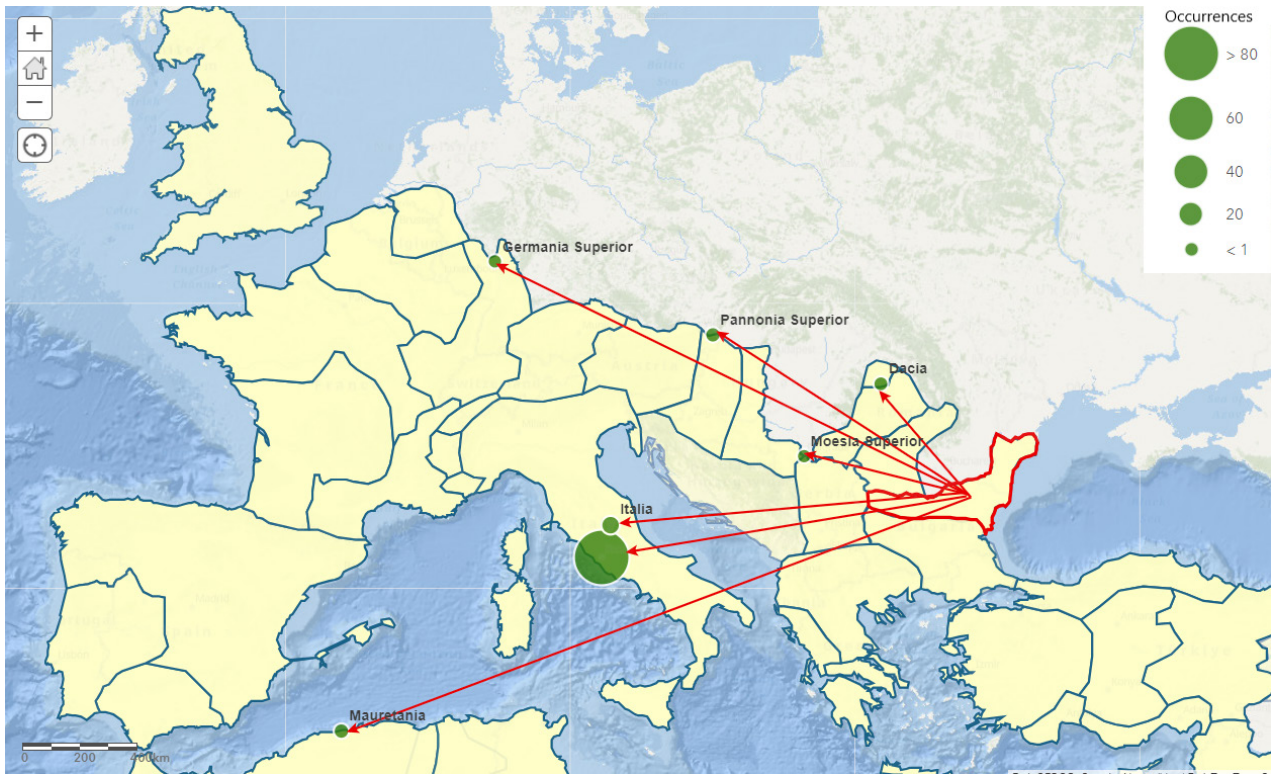 +
−
Occurrences
> 80
60
40
20
< 1
Germania Superior
Pannonia Superior
Dacia
Moesia Superior
Italia
Mauretania
0 200 400km